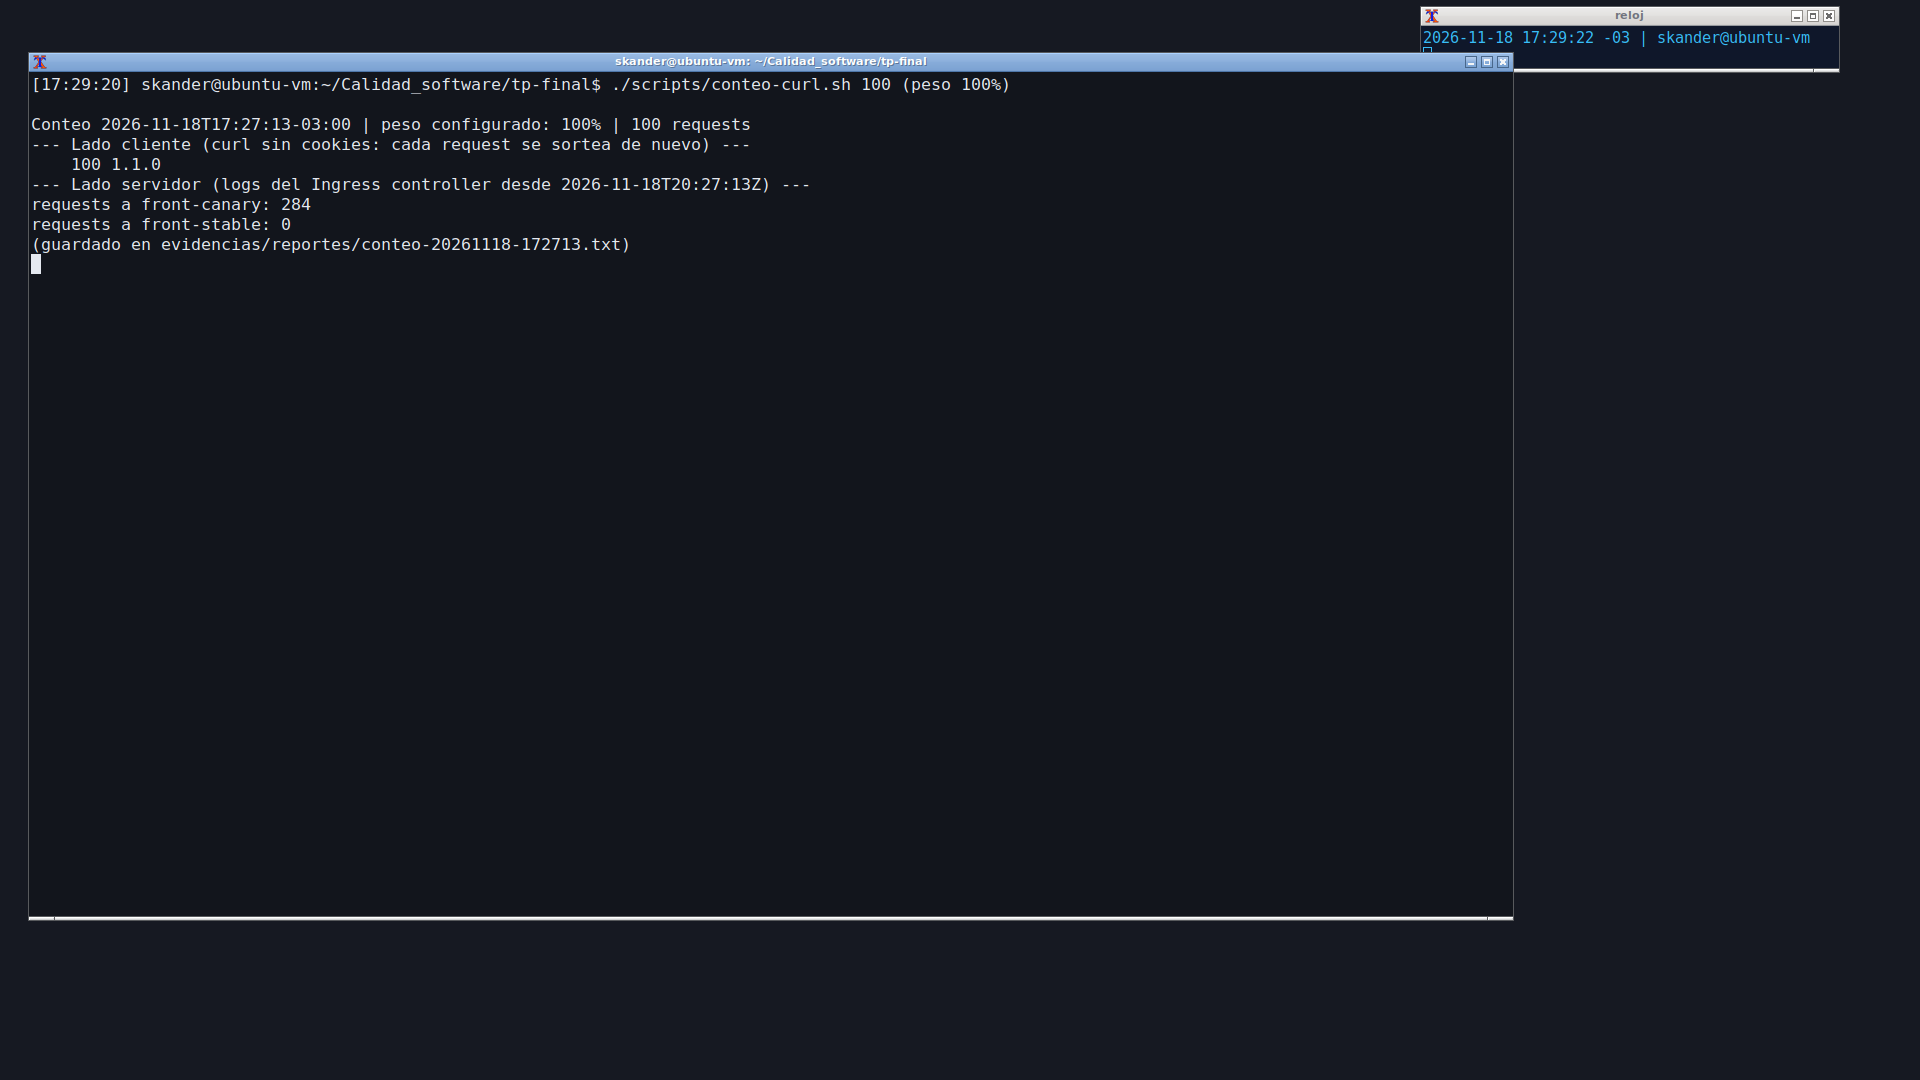 reloj
2026-11-18 17:29:22 -03 | skander@ubuntu-vm
skander@ubuntu-vm: ~/Calidad_software/tp-final
[17:29:20] skander@ubuntu-vm:~/Calidad_software/tp-final$ ./scripts/conteo-curl.sh 100 (peso 100%)
Conteo 2026-11-18T17:27:13-03:00 | peso configurado: 100% | 100 requests
--- Lado cliente (curl sin cookies: cada request se sortea de nuevo) ---
100 1.1.0
--- Lado servidor (logs del Ingress controller desde 2026-11-18T20:27:13Z) ---
requests a front-canary: 284
requests a front-stable: 0
(guardado en evidencias/reportes/conteo-20261118-172713.txt)